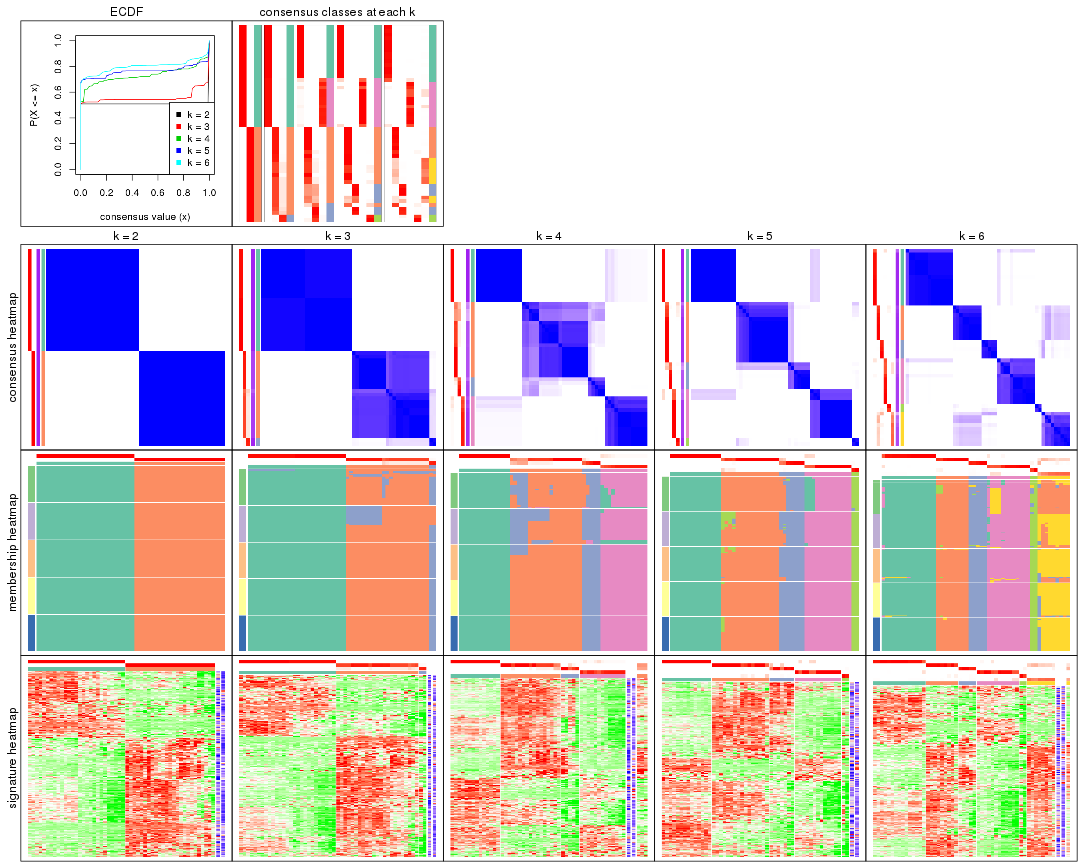 ECDF
consensus classes at each k
P(X <= x)
0.0
0.2
0.4
0.6
0.8
1.0
k = 2
k = 3
k = 4
k = 5
k = 6
0.0 0.2 0.4 0.6 0.8 1.0
consensus value (x)
k = 2
k = 3
k = 4
k = 5
k = 6
consensus heatmap
membership heatmap
signature heatmap